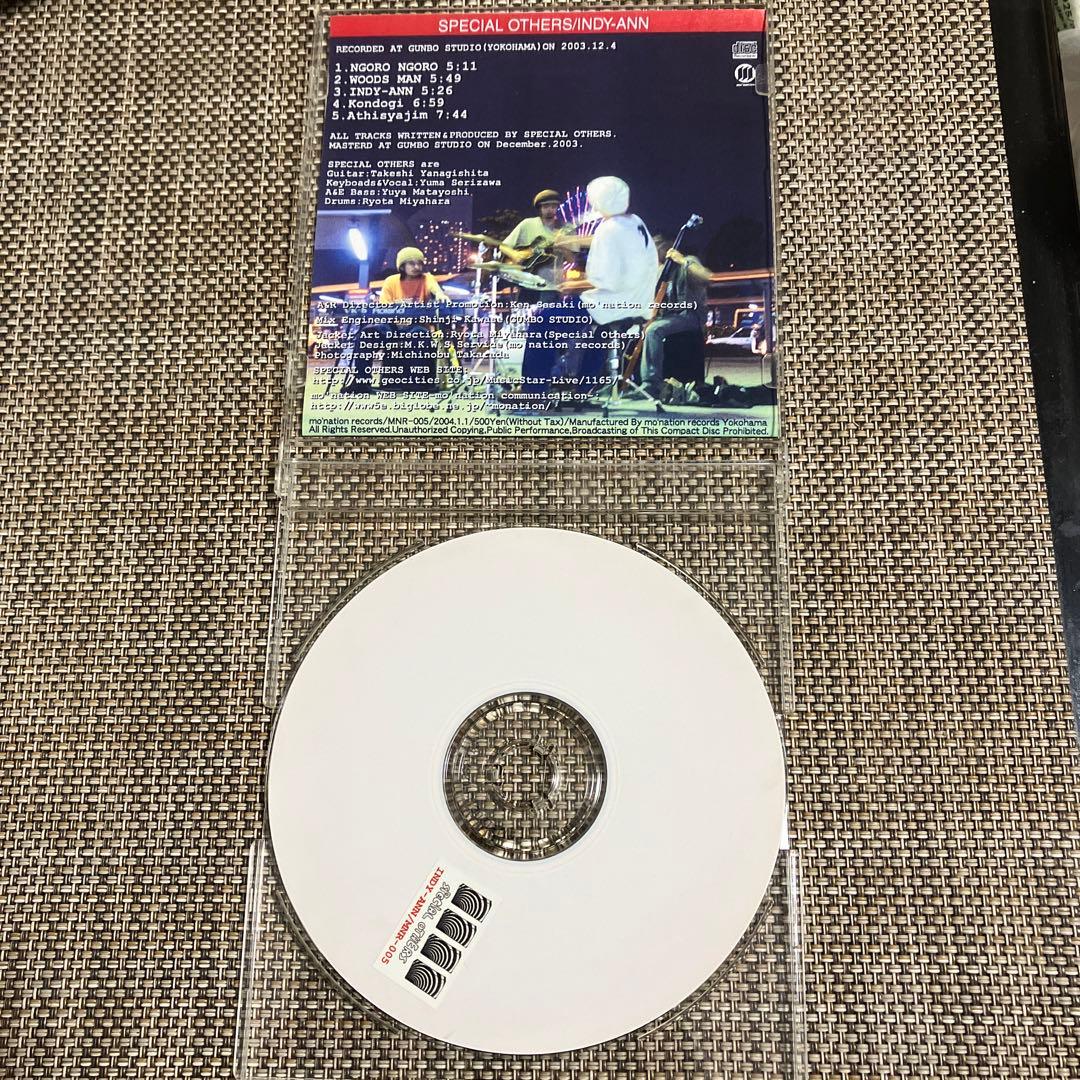 SPECIAL OTHERS/INDY-ANN
RECORDED AT GUNBO STUDIO(YOKOHAMA)ON 2003.12.4
1.NGORO NGORO 5:11
2.WOODS MAN 5:49
3.INDY-ANN 5:26
4.Kondogi 6:59
5.Athisyajim 7:44
ALL TRACKS WRITTEN&PRODUCED BY SPECIAL OTHERS.
MASTERD AT GUMBO STUDIO ON December.2003.
SPECIAL OTHERS are
Guitar:Takeshi Yanagishita
Keyboads&Vocal:Yuma Serizawa
A&E Bass:Yuya Matayoshi
Drums:Ryota Miyahara
A&R Director,Artist Promotion:Ken Sasaki(mo'nation records)
Mix Engineering:Shinji Kawase(GUMBO STUDIO)
Jacket Art Direction:Ryota Miyahara(Special Others)
Jacket Design:M.K.W.S Service(mo'nation records)
Photography:Michinobu Takasuda
SPECIAL OTHERS WEB SITE:
http://www.geocities.co.jp/MusicStar-Live/1165/
mo'nation WEB SITE-mo'nation communication-:
http://www5e.biglobe.ne.jp/~monation/
mo'nation records/MNR-005/2004.1.1/500Yen(Without Tax)/Manufactured By mo'nation records Yokohama
All Rights Reserved.Unauthorized Copying,Public Performance,Broadcasting of This Compact Disc Prohibited.
SPECIAL OTHERS
INDY-ANN/MNR-005